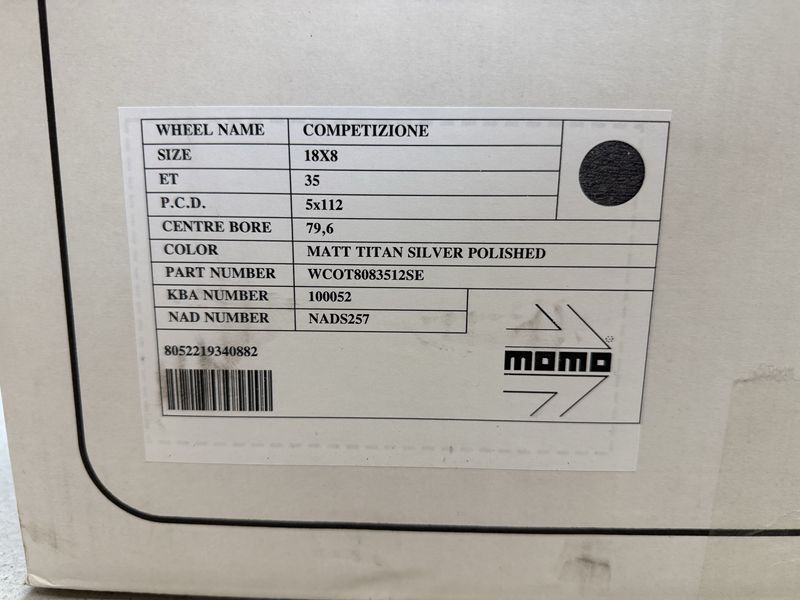 WHEEL NAME COMPETIZIONE
SIZE 18X8
ET 35
P.C.D. 5x112
CENTRE BORE 79,6
COLOR MATT TITAN SILVER POLISHED
PART NUMBER WCOT8083512SE
KBA NUMBER 100052
NAD NUMBER NADS257
8052219340882
momo